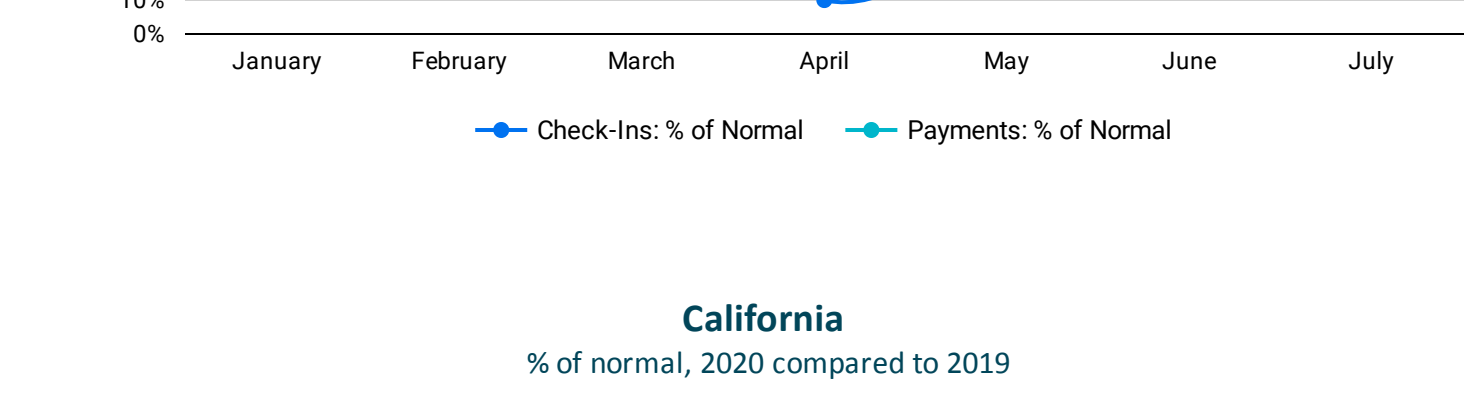 10%
0%
January February March April May June July
Check-Ins: % of Normal Payments: % of Normal
California
% of normal, 2020 compared to 2019